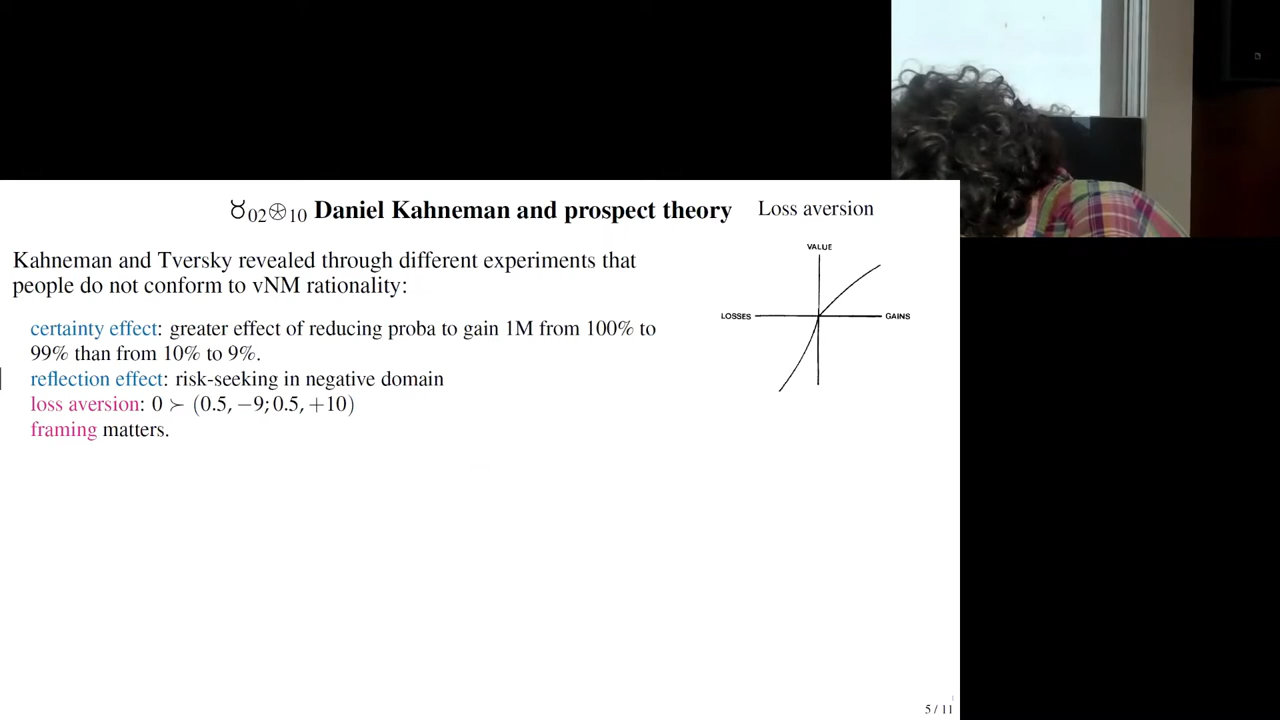 ♉02⊛10 Daniel Kahneman and prospect theory
Loss aversion
Kahneman and Tversky revealed through different experiments that
people do not conform to vNM rationality:
certainty effect: greater effect of reducing proba to gain 1M from 100% to
99% than from 10% to 9%.
reflection effect: risk-seeking in negative domain
loss aversion: 0 ≻ (0.5, −9; 0.5, +10)
framing matters.
VALUE
LOSSES
GAINS
5 / 11